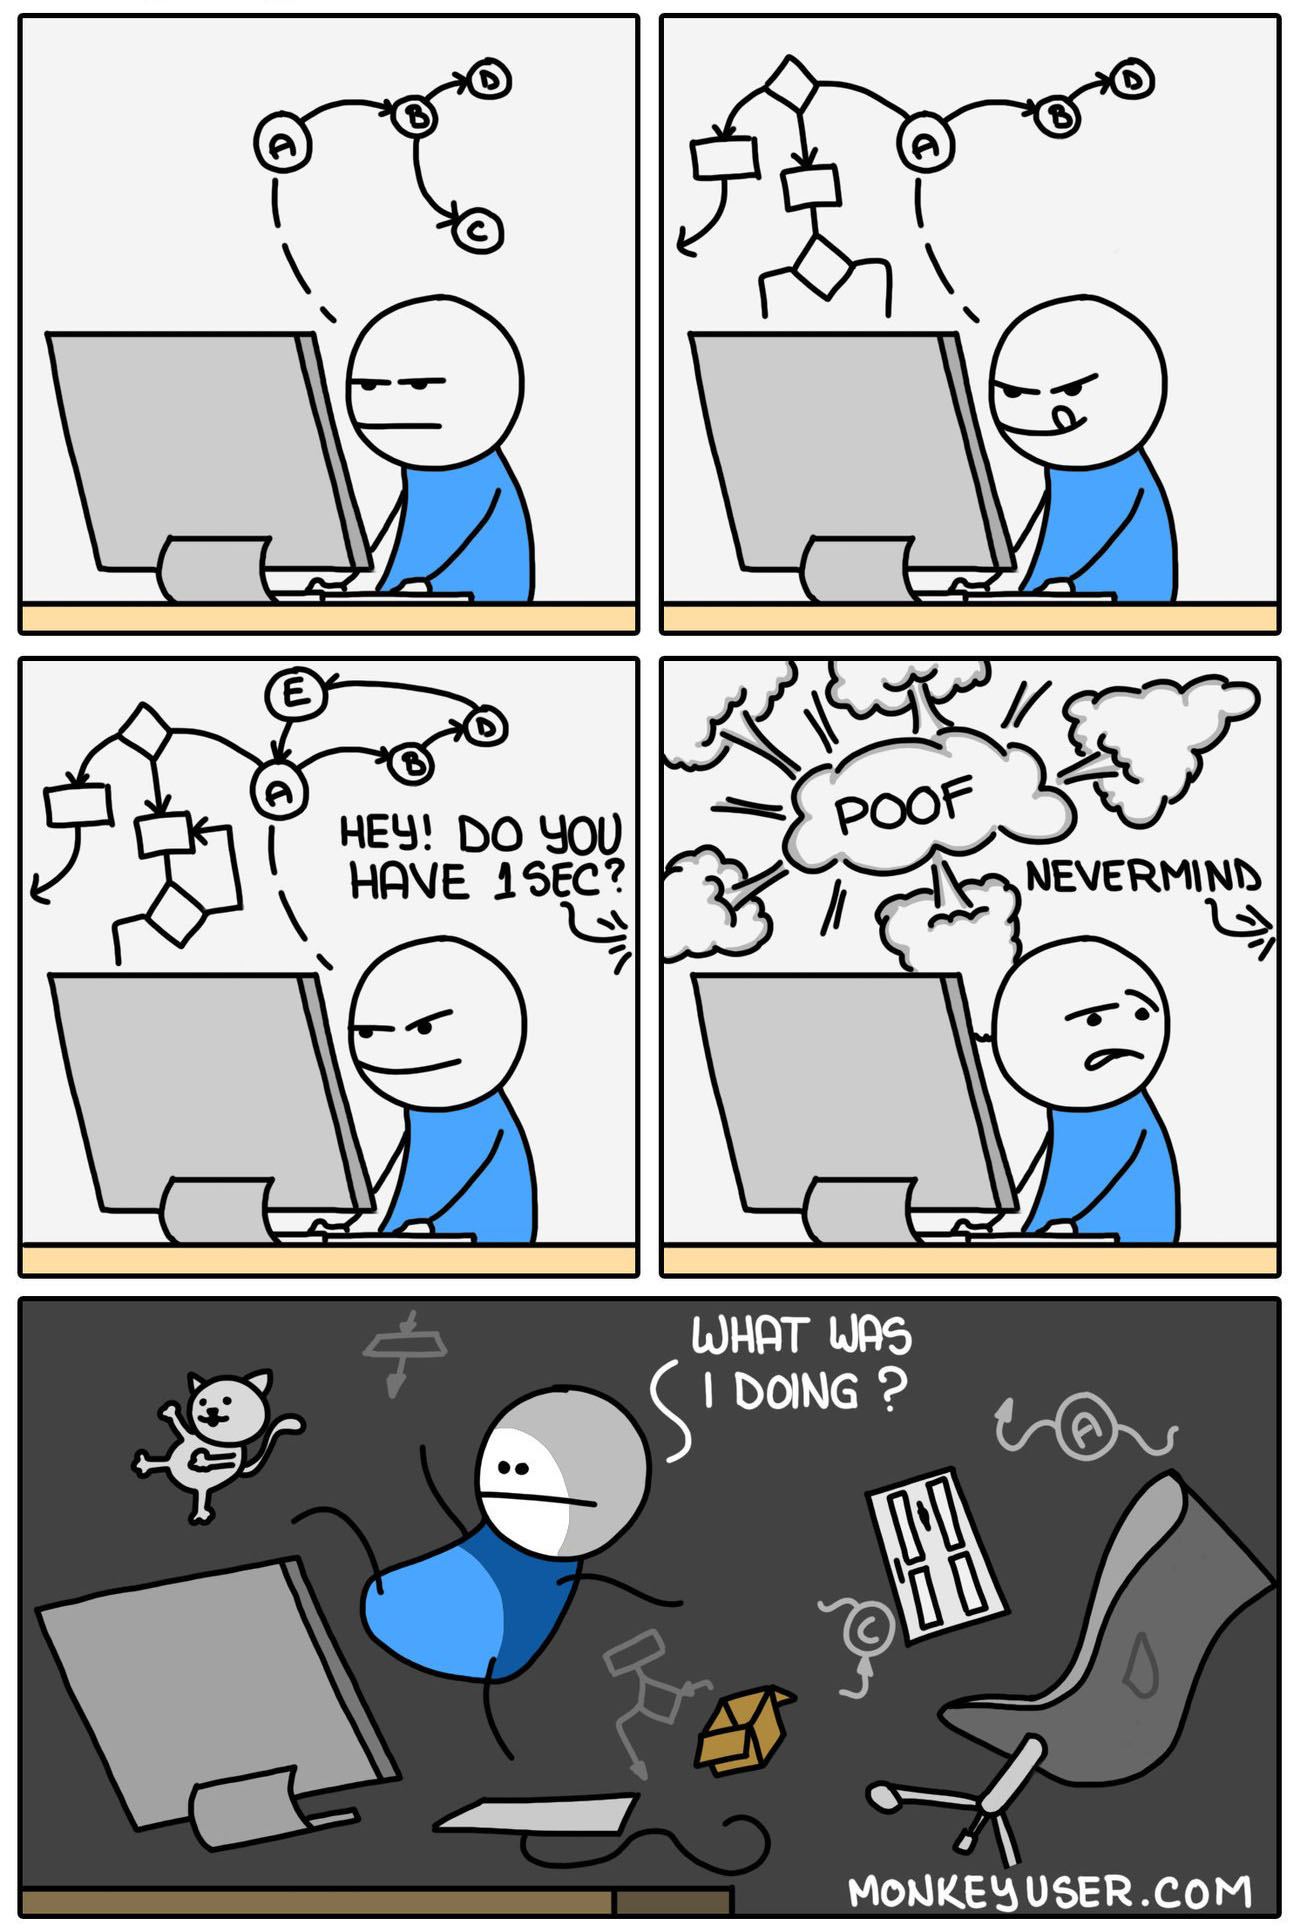 D
A
B
C
D
A
B
E
D
A
B
HEY! DO YOU
HAVE 1 SEC?
POOF
NEVERMIND
WHAT WAS
I DOING ?
A
C
MONKEYUSER.COM